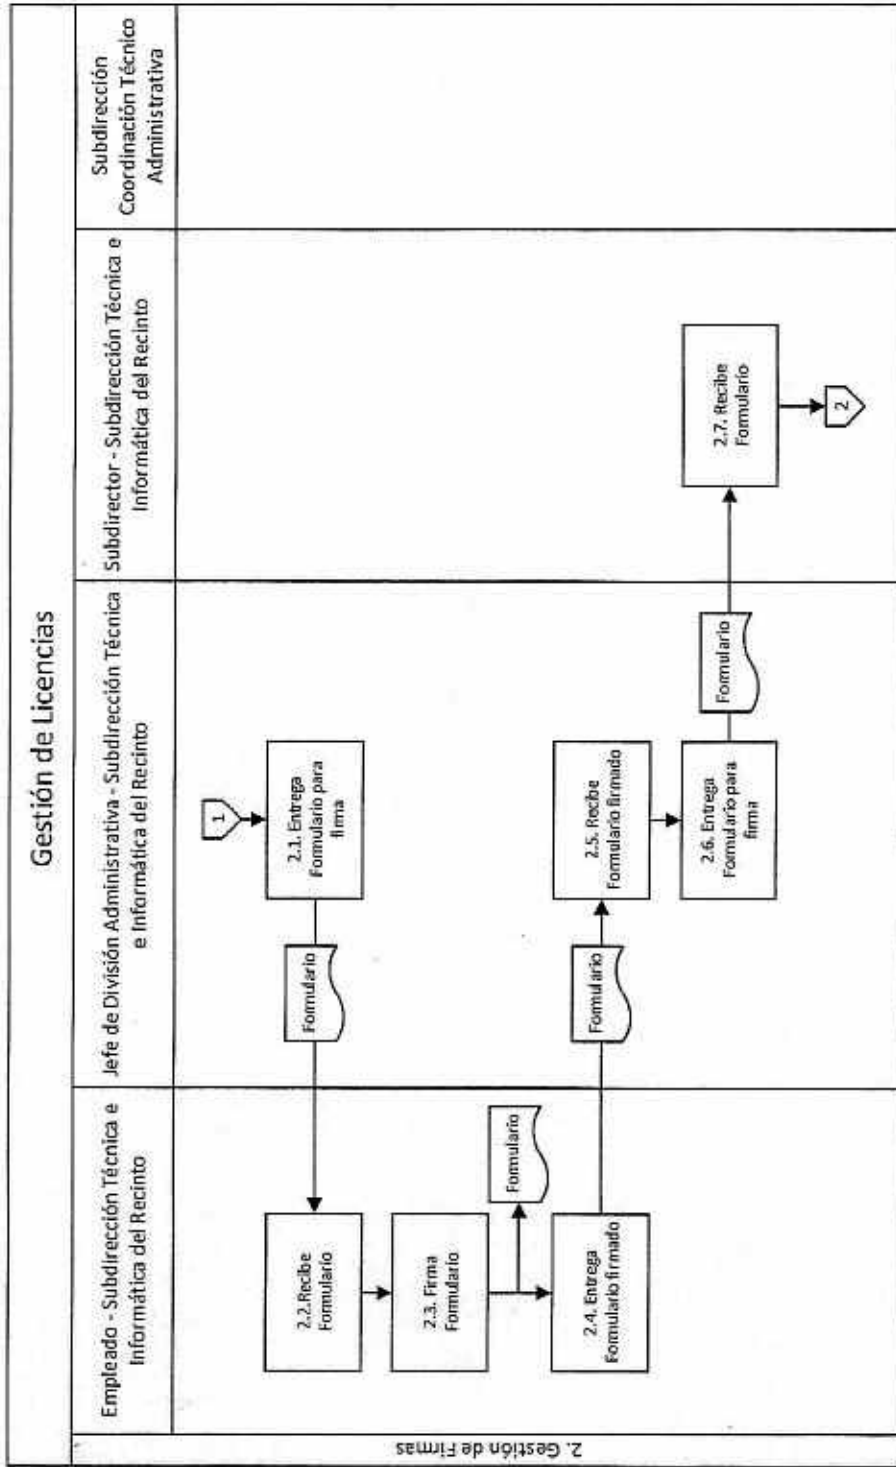 Gestión de Licencias
Empleado - Subdirección Técnica e
Informática del Recinto
Jefe de División Administrativa - Subdirección Técnica
e Informática del Recinto
Subdirector - Subdirección Técnica e
Informática del Recinto
Subdirección
Coordinación Técnico
Administrativa
2. Gestión de Firmas
1
2.1. Entrega
Formulario para
firma
Formulario
2.2.Recibe
Formulario
2.3. Firma
Formulario
Formulario
2.4. Entrega
Formulario firmado
Formulario
2.5. Recibe
Formulario firmado
2.6. Entrega
Formulario para
firma
Formulario
2.7. Recibe
Formulario
2